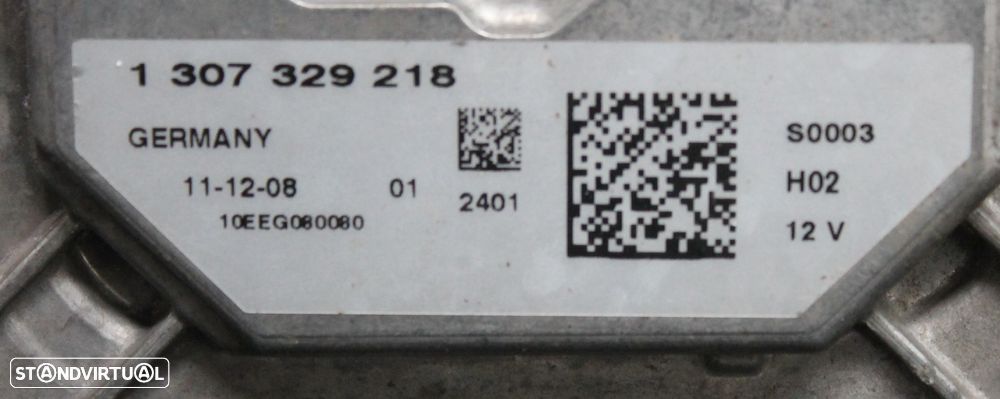 1 307 329 218
GERMANY
11-12-08 01
10EEG080080
2401
S0003
H02
12 V
STANDVIRTUAL